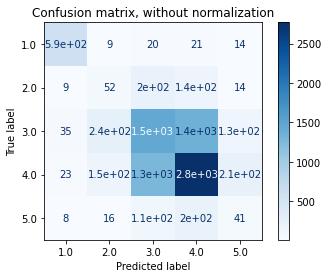 Confusion matrix, without normalization
1.0 5.9e+02 9 20 21 14
2.0 9 52 2e+02 1.4e+02 14
3.0 35 2.4e+02 1.5e+03 1.4e+03 1.3e+02
4.0 23 1.5e+02 1.3e+03 2.8e+03 2.1e+02
5.0 8 16 1.1e+02 2e+02 41
1.0 2.0 3.0 4.0 5.0
Predicted label
True label
2500
2000
1500
1000
500